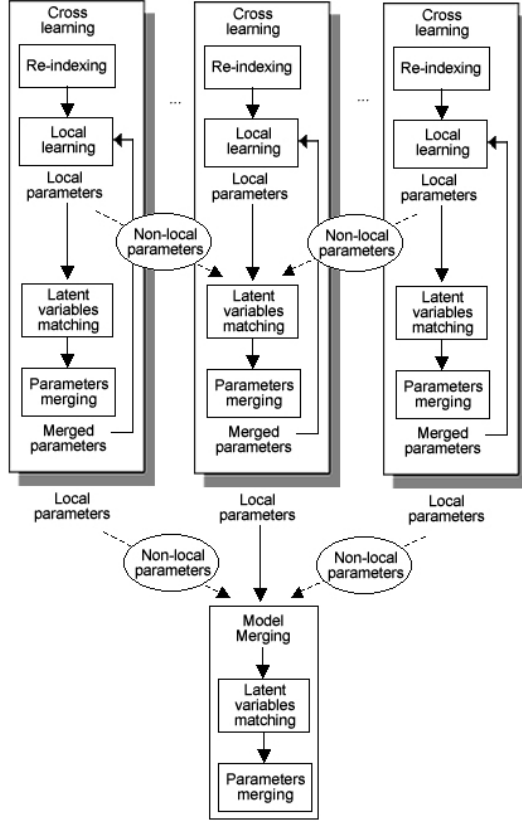 Cross
learning
Re-indexing
Local
learning
Local
parameters
Latent
variables
matching
Parameters
merging
Merged
parameters
...
Cross
learning
Re-indexing
Local
learning
Local
parameters
Latent
variables
matching
Parameters
merging
Merged
parameters
...
Cross
learning
Re-indexing
Local
learning
Local
parameters
Latent
variables
matching
Parameters
merging
Merged
parameters
Non-local
parameters
Non-local
parameters
Local
parameters
Local
parameters
Local
parameters
Non-local
parameters
Non-local
parameters
Model
Merging
Latent
variables
matching
Parameters
merging